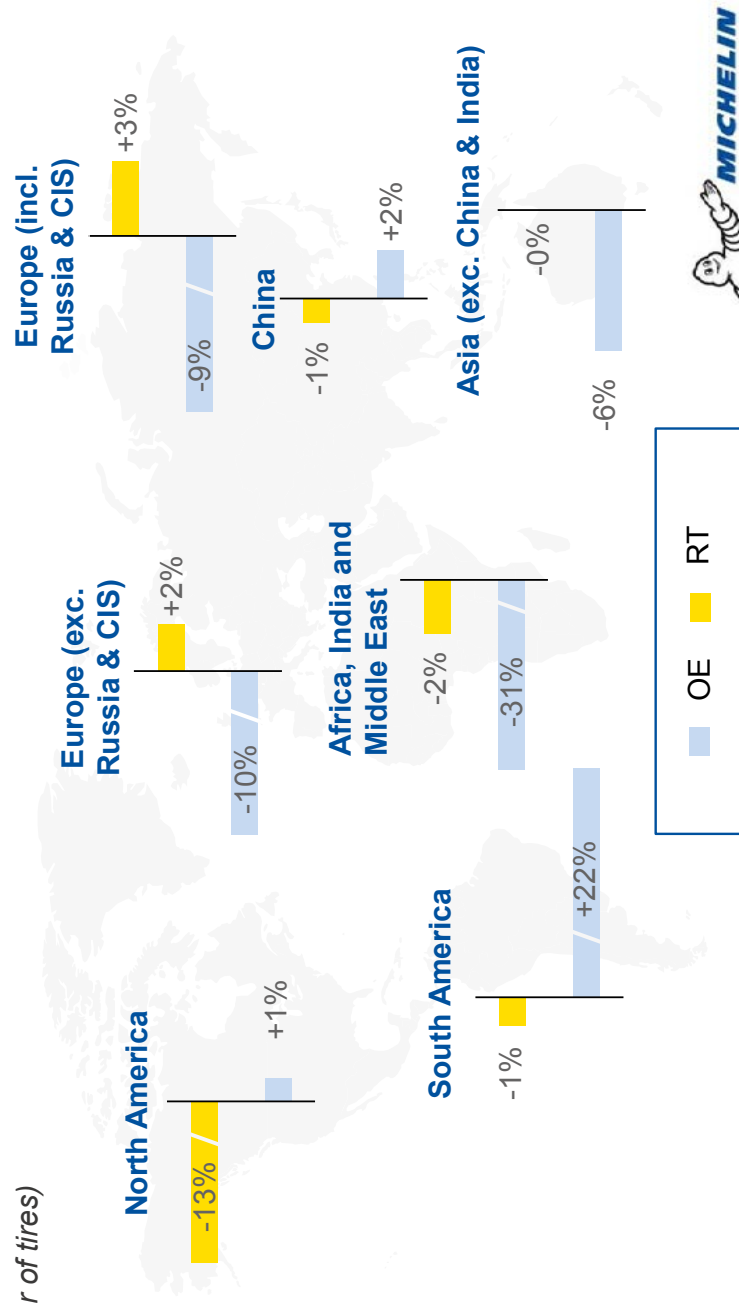 r of tires)
North America
-13%
+1%
Europe (exc.
Russia & CIS)
+2%
-10%
Europe (incl.
Russia & CIS)
+3%
-9%
China
-1%
+2%
Africa, India and
Middle East
-2%
-31%
South America
-1%
+22%
Asia (exc. China & India)
-0%
-6%
OE
RT
MICHELIN